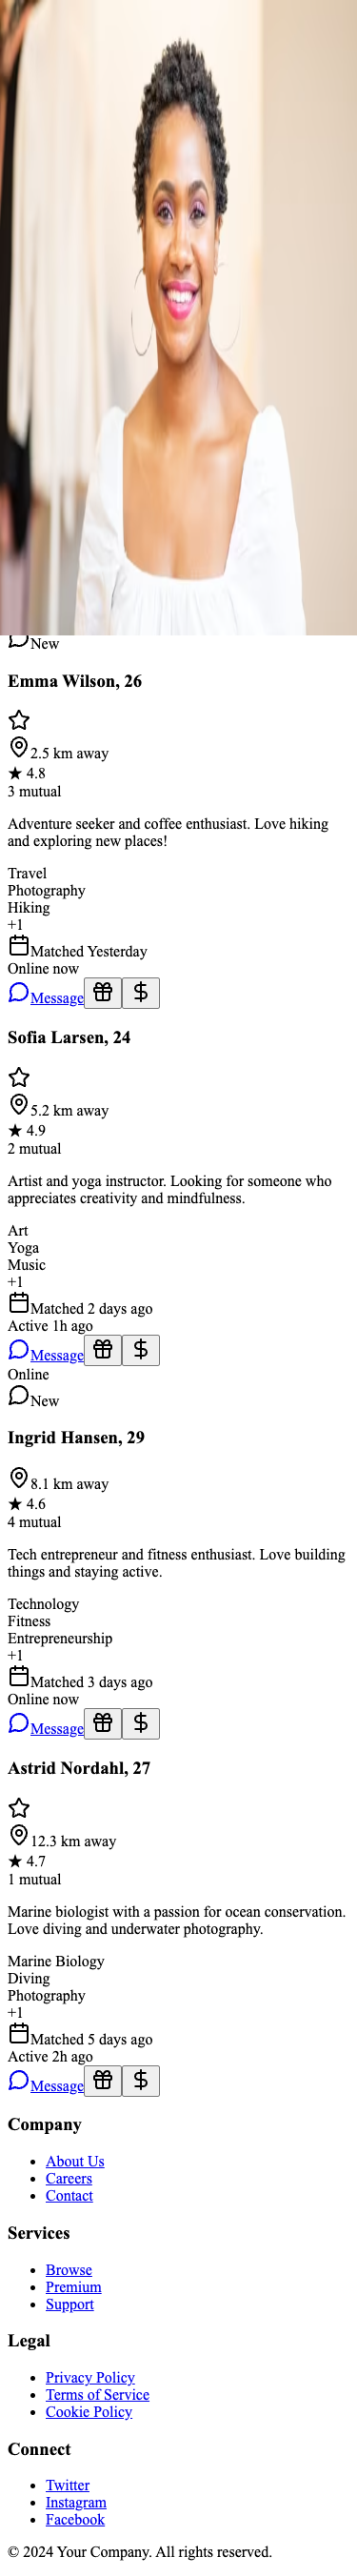 New
Emma Wilson, 26
2.5 km away
★ 4.8
3 mutual
Adventure seeker and coffee enthusiast. Love hiking
and exploring new places!
Travel
Photography
Hiking
+1
Matched Yesterday
Online now
Message
Sofia Larsen, 24
5.2 km away
★ 4.9
2 mutual
Artist and yoga instructor. Looking for someone who
appreciates creativity and mindfulness.
Art
Yoga
Music
+1
Matched 2 days ago
Active 1h ago
Message
Online
New
Ingrid Hansen, 29
8.1 km away
★ 4.6
4 mutual
Tech entrepreneur and fitness enthusiast. Love building
things and staying active.
Technology
Fitness
Entrepreneurship
+1
Matched 3 days ago
Online now
Message
Astrid Nordahl, 27
12.3 km away
★ 4.7
1 mutual
Marine biologist with a passion for ocean conservation.
Love diving and underwater photography.
Marine Biology
Diving
Photography
+1
Matched 5 days ago
Active 2h ago
Message
Company
About Us
Careers
Contact
Services
Browse
Premium
Support
Legal
Privacy Policy
Terms of Service
Cookie Policy
Connect
Twitter
Instagram
Facebook
© 2024 Your Company. All rights reserved.